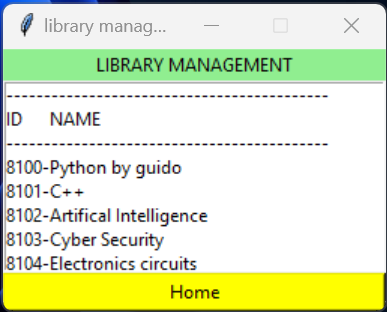 library manag...
LIBRARY MANAGEMENT
-------------------------------------------
ID NAME
-------------------------------------------
8100-Python by guido
8101-C++
8102-Artifical Intelligence
8103-Cyber Security
8104-Electronics circuits
Home